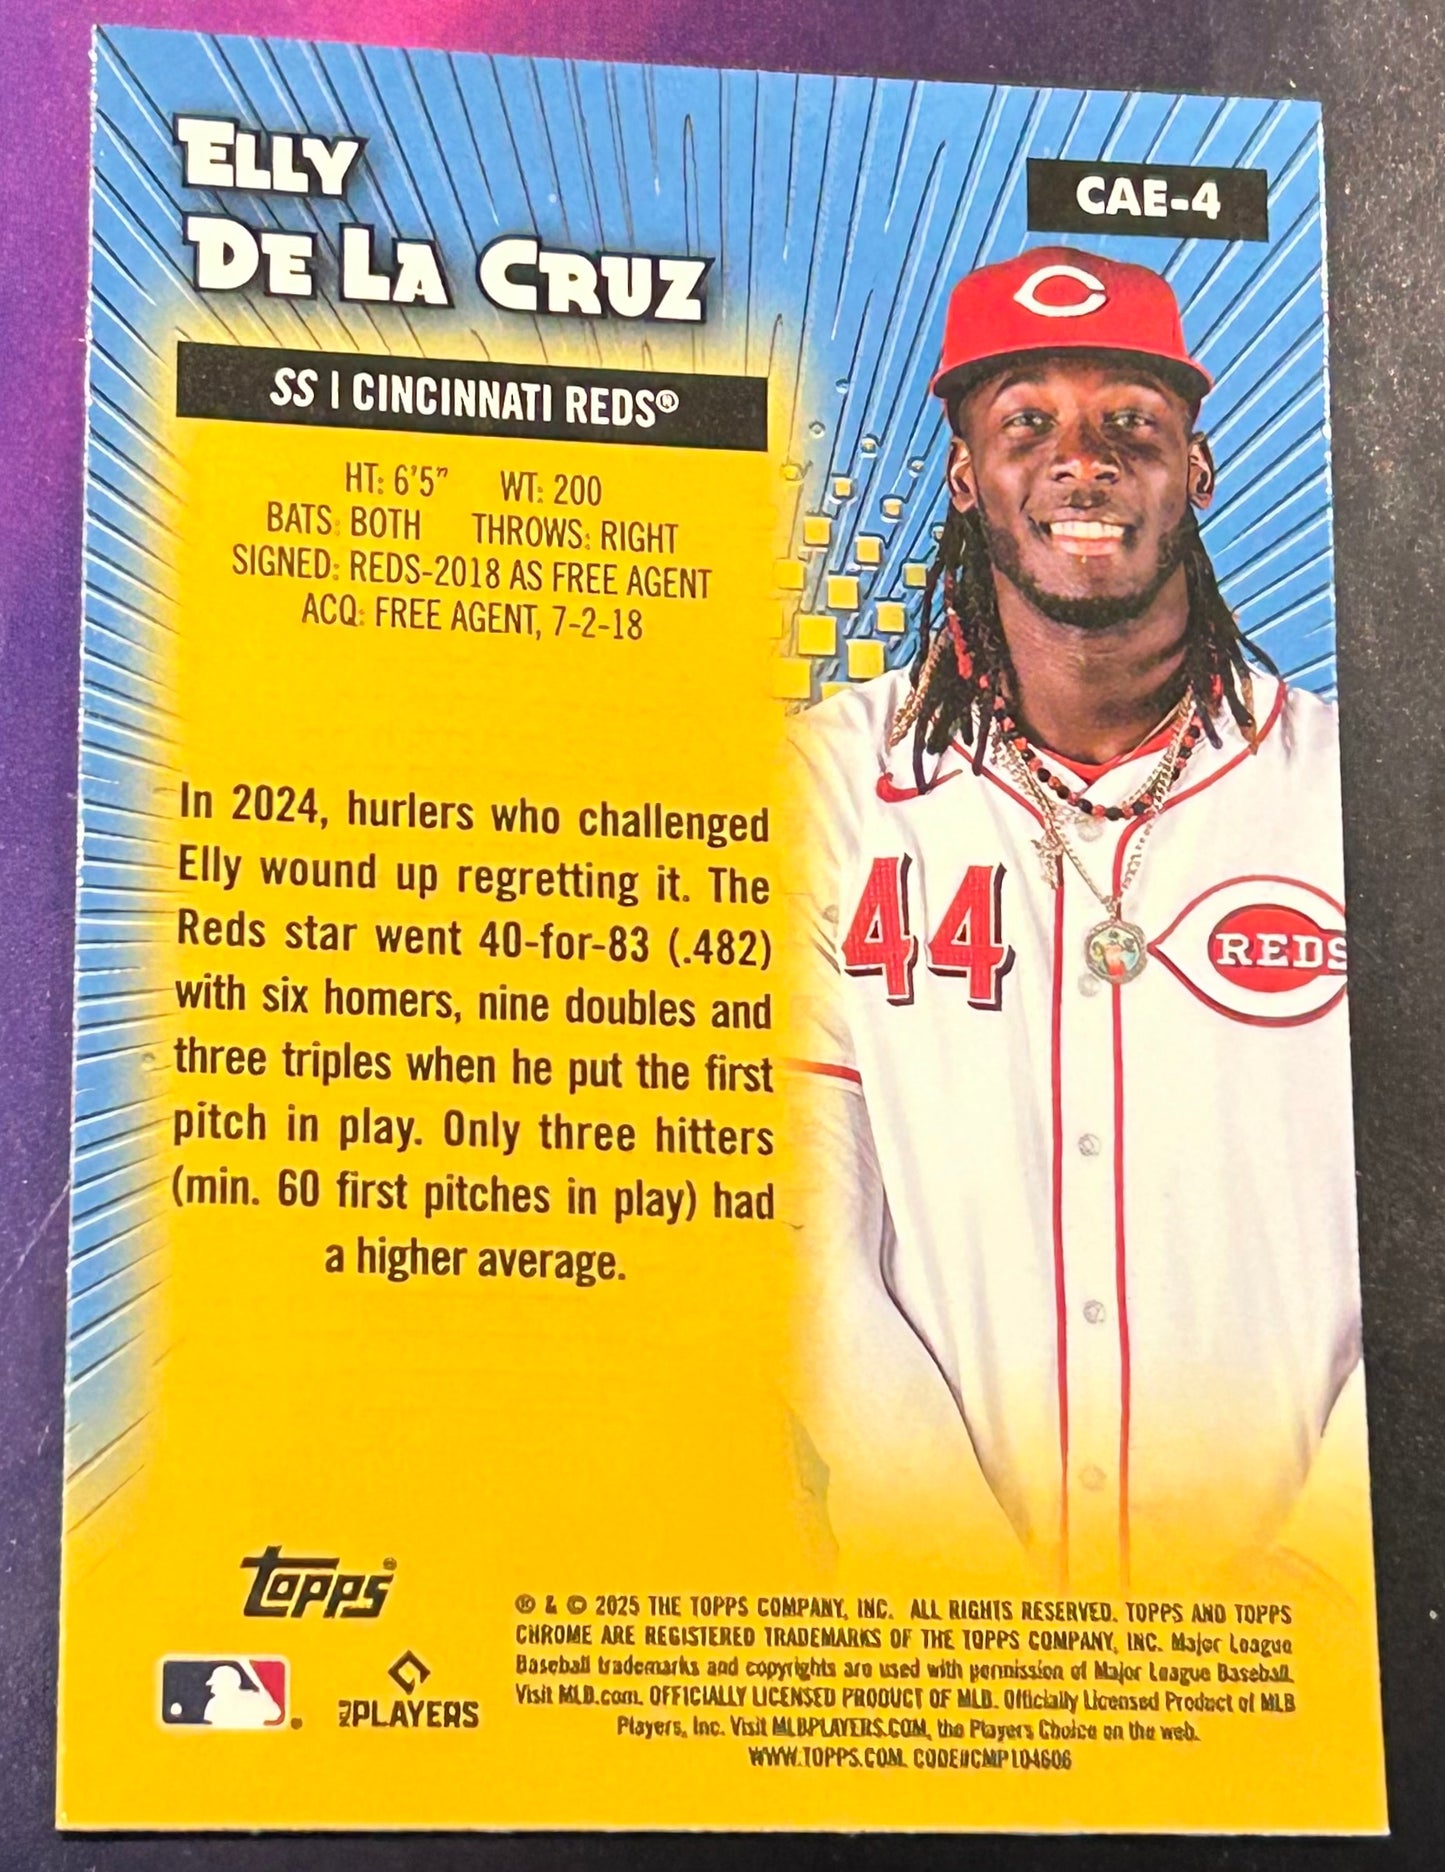 ELLY
DE LA CRUZ
CAE-4
SS | CINCINNATI REDS®
HT: 6'5" WT: 200
BATS: BOTH THROWS: RIGHT
SIGNED: REDS-2018 AS FREE AGENT
ACQ: FREE AGENT, 7-2-18
In 2024, hurlers who challenged
Elly wound up regretting it. The
Reds star went 40-for-83 (.482)
with six homers, nine doubles and
three triples when he put the first
pitch in play. Only three hitters
(min. 60 first pitches in play) had
a higher average.
44
REDS
topps®
MLB PLAYERS
® & © 2025 THE TOPPS COMPANY, INC. ALL RIGHTS RESERVED. TOPPS AND TOPPS
CHROME ARE REGISTERED TRADEMARKS OF THE TOPPS COMPANY, INC. Major League
Baseball trademarks and copyrights are used with permission of Major League Baseball.
Visit MLB.com. OFFICIALLY LICENSED PRODUCT OF MLB. Officially Licensed Product of MLB
Players, Inc. Visit MLBPLAYERS.COM, the Players Choice on the web.
WWW.TOPPS.COM. CODE#CMP104606